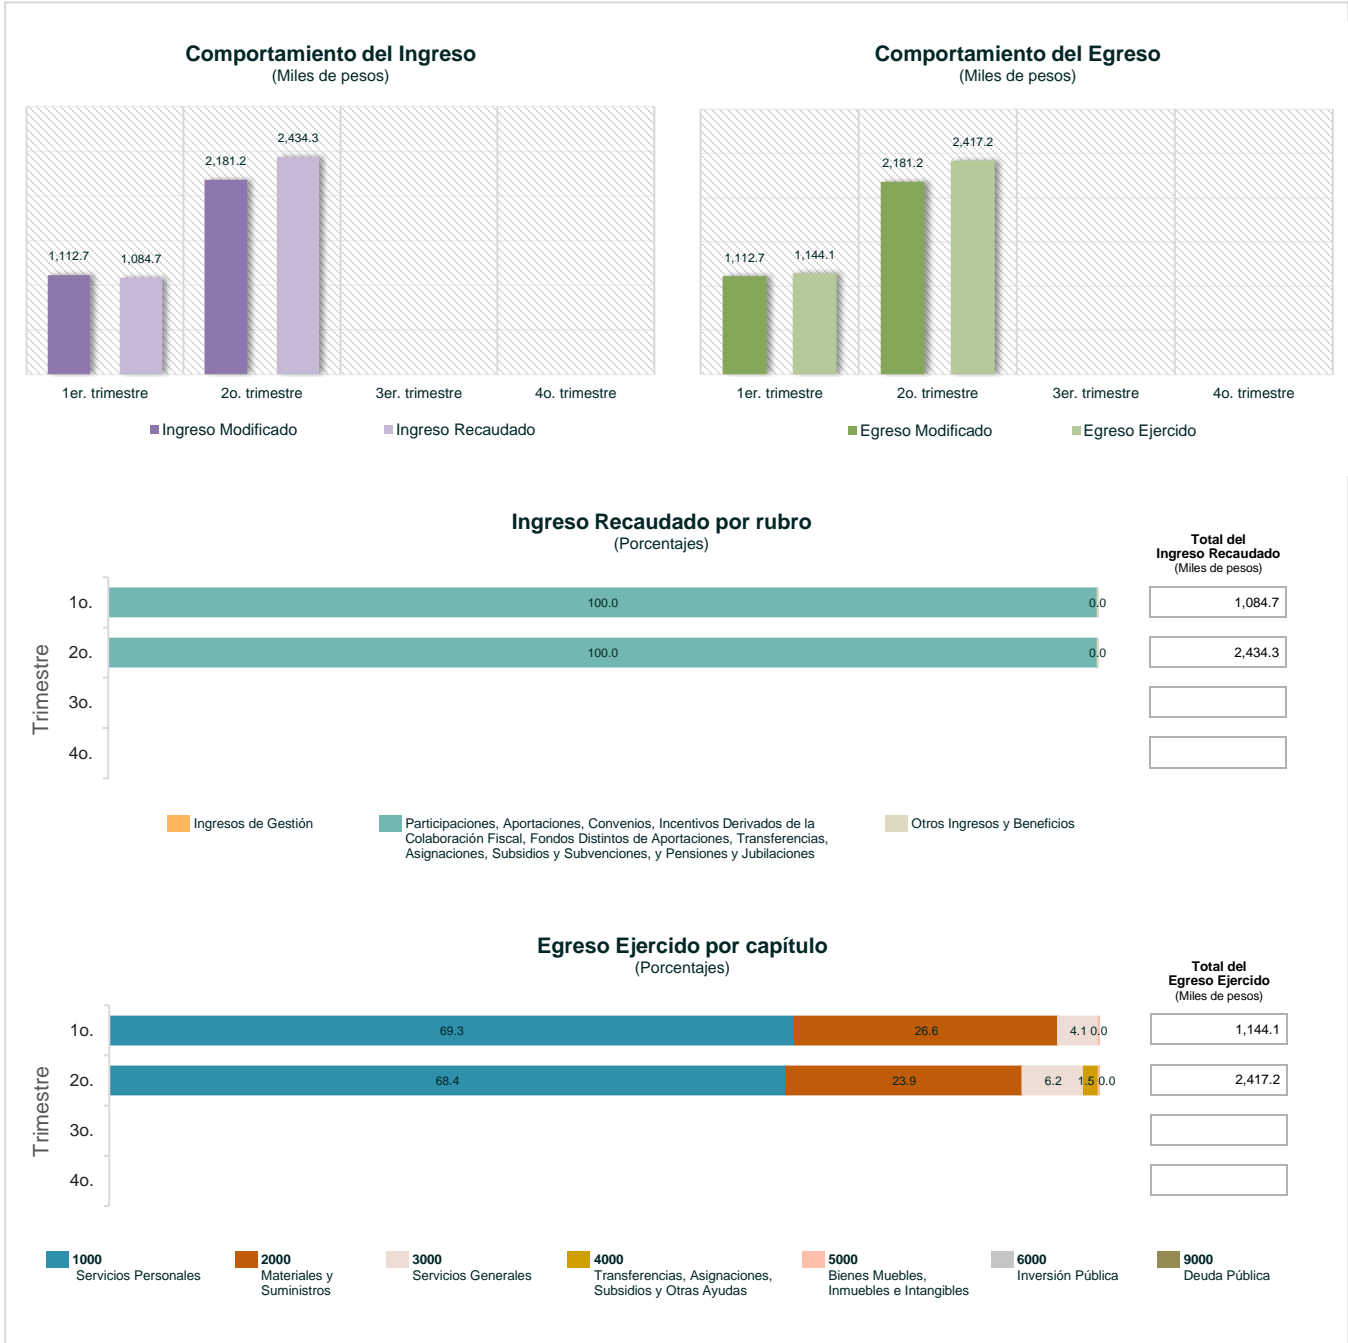 Comportamiento del Ingreso
(Miles de pesos)
1,112.7
1,084.7
2,181.2
2,434.3
1er. trimestre
2o. trimestre
3er. trimestre
4o. trimestre
Ingreso Modificado
Ingreso Recaudado
Comportamiento del Egreso
(Miles de pesos)
1,112.7
1,144.1
2,181.2
2,417.2
1er. trimestre
2o. trimestre
3er. trimestre
4o. trimestre
Egreso Modificado
Egreso Ejercido
Ingreso Recaudado por rubro
(Porcentajes)
Total del
Ingreso Recaudado
(Miles de pesos)
Trimestre
1o.
100.0
0.0
1,084.7
2o.
100.0
0.0
2,434.3
3o.
4o.
Ingresos de Gestión
Participaciones, Aportaciones, Convenios, Incentivos Derivados de la
Colaboración Fiscal, Fondos Distintos de Aportaciones, Transferencias,
Asignaciones, Subsidios y Subvenciones, y Pensiones y Jubilaciones
Otros Ingresos y Beneficios
Egreso Ejercido por capítulo
(Porcentajes)
Total del
Egreso Ejercido
(Miles de pesos)
Trimestre
1o.
69.3
26.6
4.1
0.0
1,144.1
2o.
68.4
23.9
6.2
1.5
0.0
2,417.2
3o.
4o.
1000
Servicios Personales
2000
Materiales y
Suministros
3000
Servicios Generales
4000
Transferencias, Asignaciones,
Subsidios y Otras Ayudas
5000
Bienes Muebles,
Inmuebles e Intangibles
6000
Inversión Pública
9000
Deuda Pública